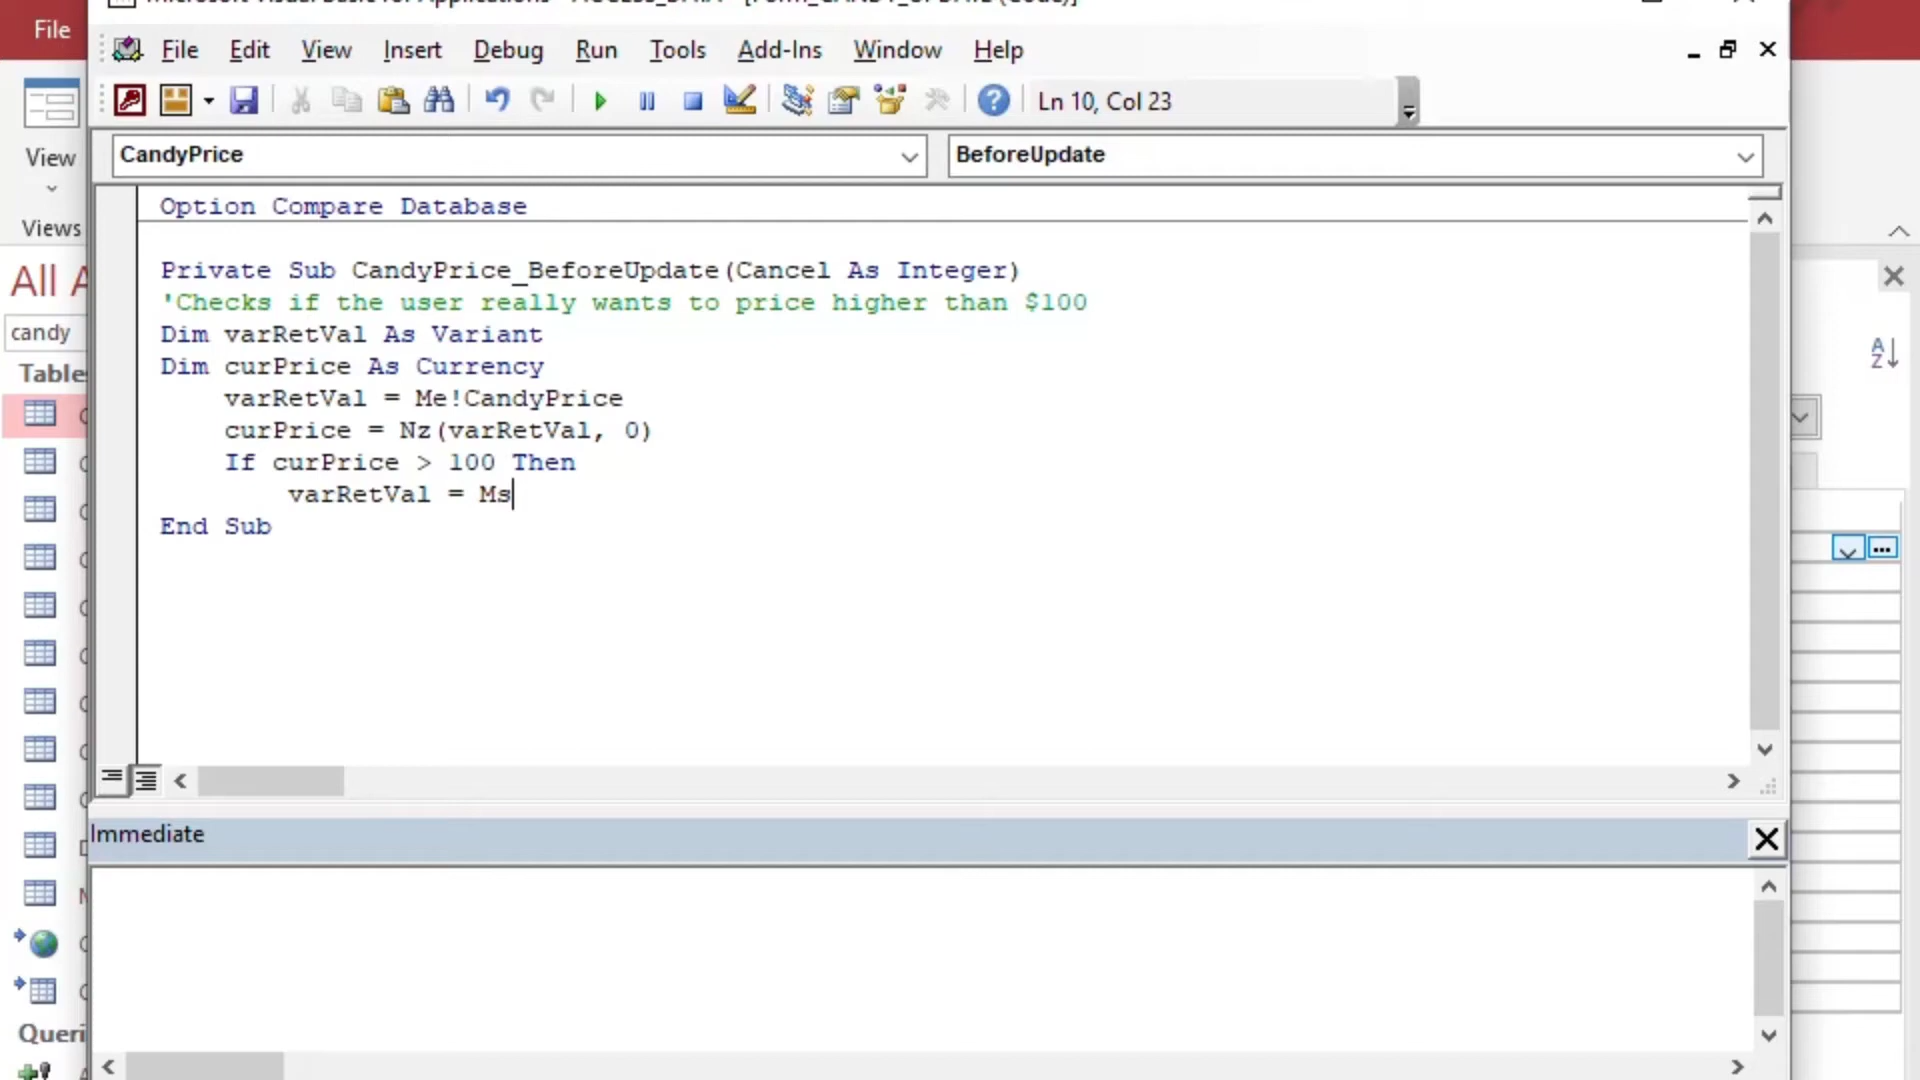 File
View
Views
All A
candy
Table
Queri
File Edit View Insert Debug Run Tools Add-Ins Window Help
Ln 10, Col 23
CandyPrice
BeforeUpdate
Option Compare Database
Private Sub CandyPrice_BeforeUpdate(Cancel As Integer)
'Checks if the user really wants to price higher than $100
Dim varRetVal As Variant
Dim curPrice As Currency
varRetVal = Me!CandyPrice
curPrice = Nz(varRetVal, 0)
If curPrice > 100 Then
varRetVal = Ms
End Sub
Immediate